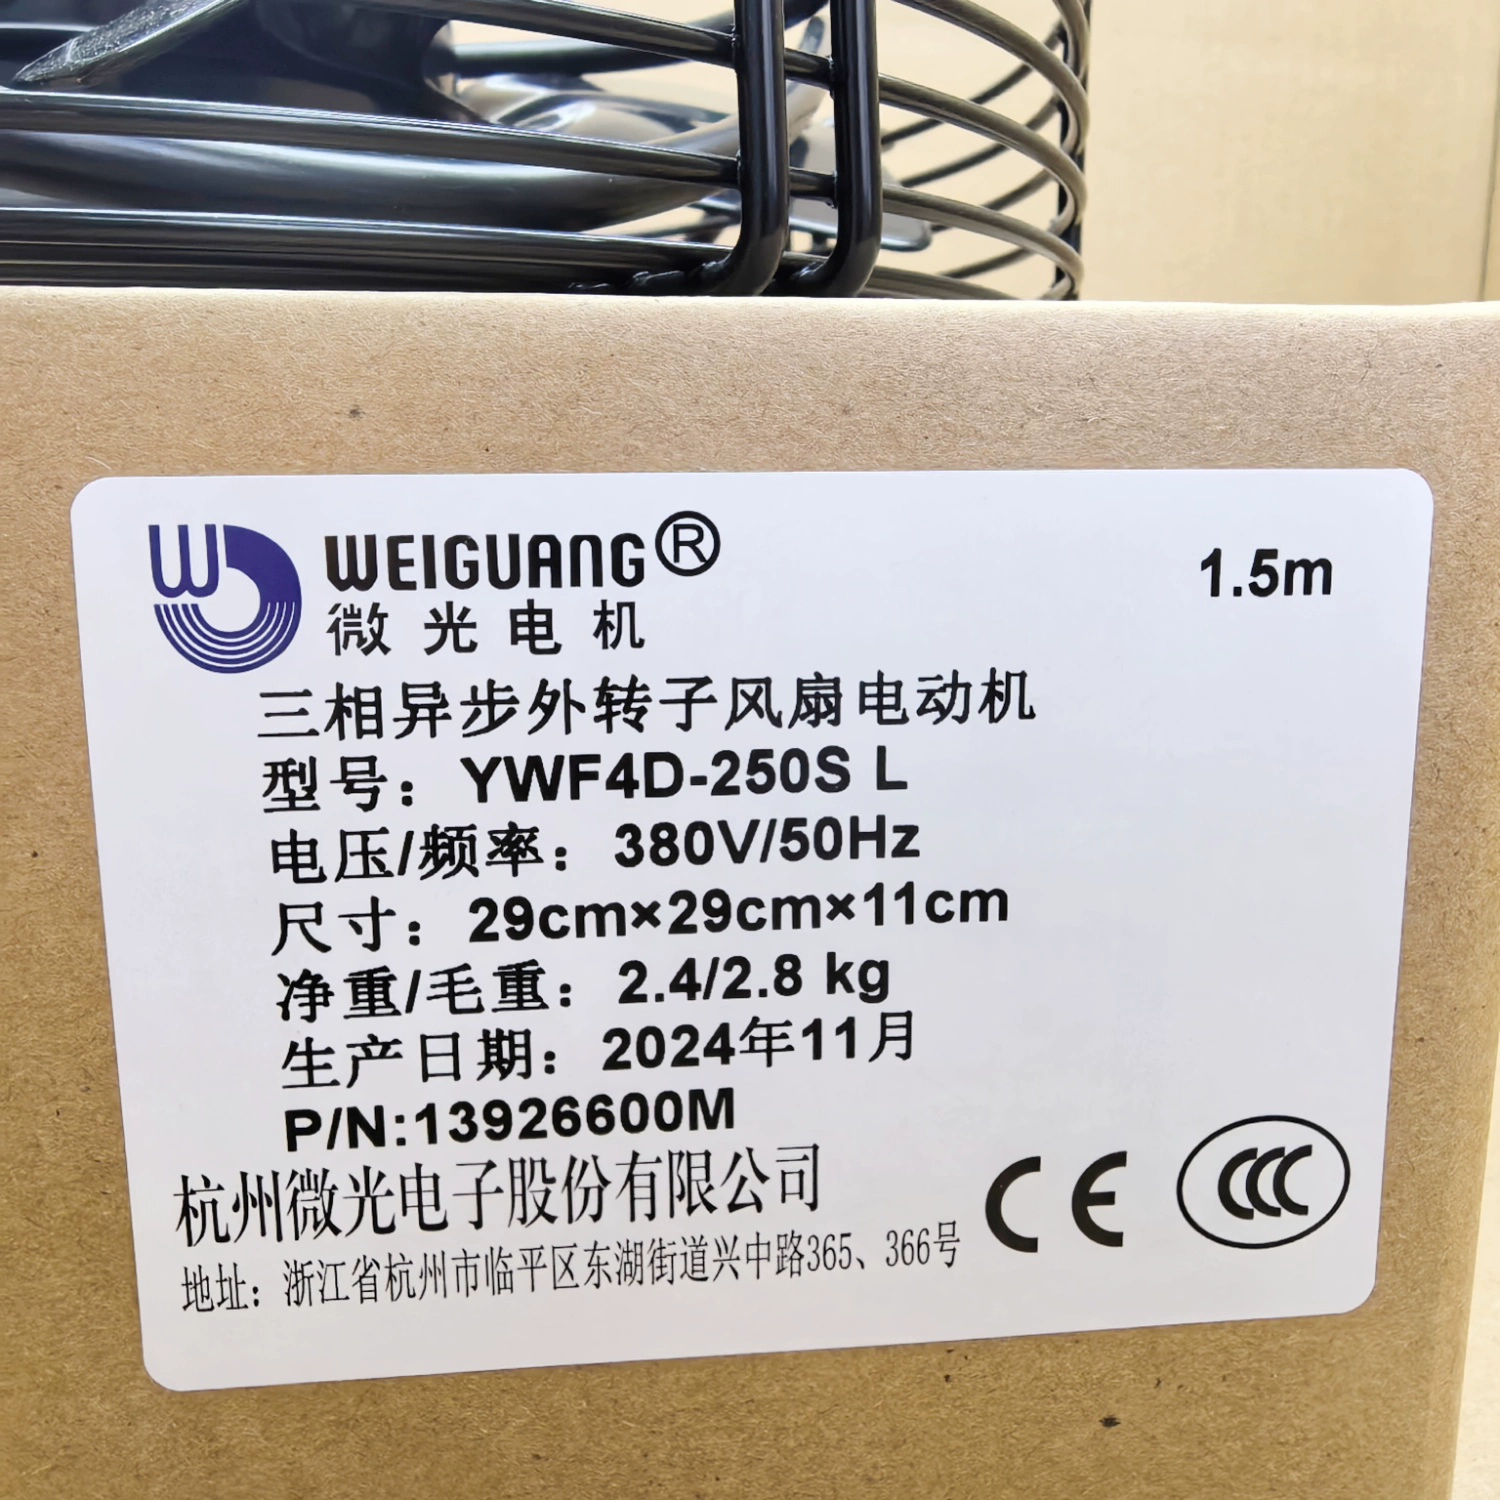 WEIGUANG®
微光电机
1.5m
三相异步外转子风扇电动机
型号：YWF4D-250S L
电压/频率：380V/50Hz
尺寸：29cm×29cm×11cm
净重/毛重：2.4/2.8 kg
生产日期：2024年11月
P/N:13926600M
杭州微光电子股份有限公司
地址：浙江省杭州市临平区东湖街道兴中路365、366号
CE
CCC